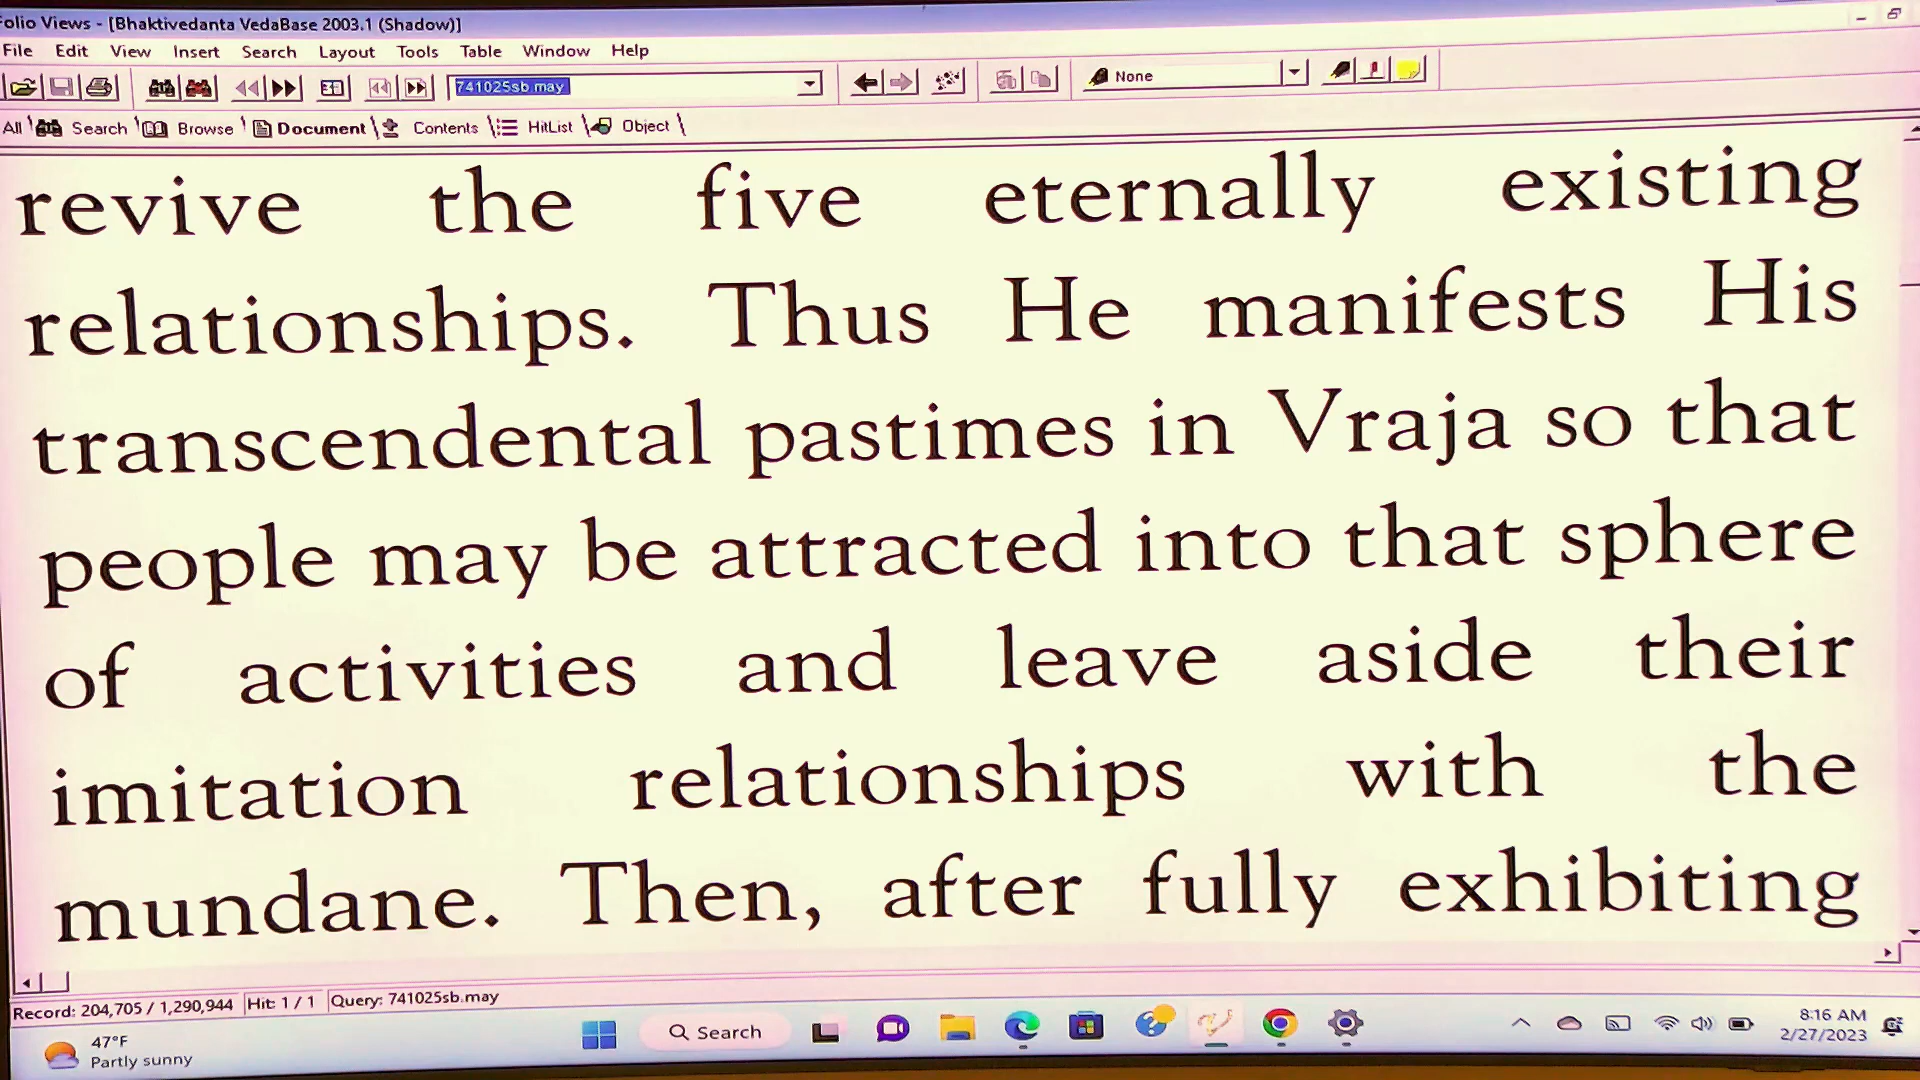 Folio Views - [Bhaktivedanta VedaBase 2003.1 (Shadow)]
File Edit View Insert Search Layout Tools Table Window Help
741025sb may
None
All Search Browse Document Contents HitList Object
revive the five eternally existing
relationships. Thus He manifests His
transcendental pastimes in Vraja so that
people may be attracted into that sphere
of activities and leave aside their
imitation relationships with the
mundane. Then, after fully exhibiting
Record: 204,705 / 1,290,944 Hit: 1 / 1 Query: 741025sb.may
47°F
Partly sunny
Search
8:16 AM
2/27/2023